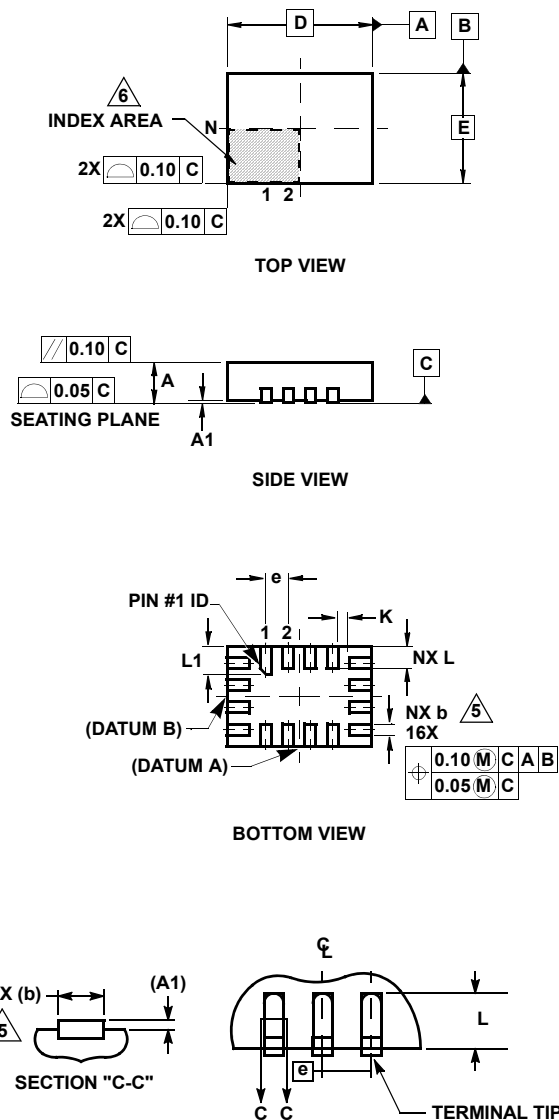 D A B
6
INDEX AREA
N
E
2X 0.10 C
1 2
2X 0.10 C
TOP VIEW
// 0.10 C
A
C
0.05 C
SEATING PLANE
A1
SIDE VIEW
e
PIN #1 ID
K
1 2
L1
NX L
NX b 5
16X
(DATUM B)
(DATUM A)
0.10 M C A B
0.05 M C
BOTTOM VIEW
CL
X (b)
(A1)
5
L
SECTION "C-C"
e
C C
TERMINAL TIP